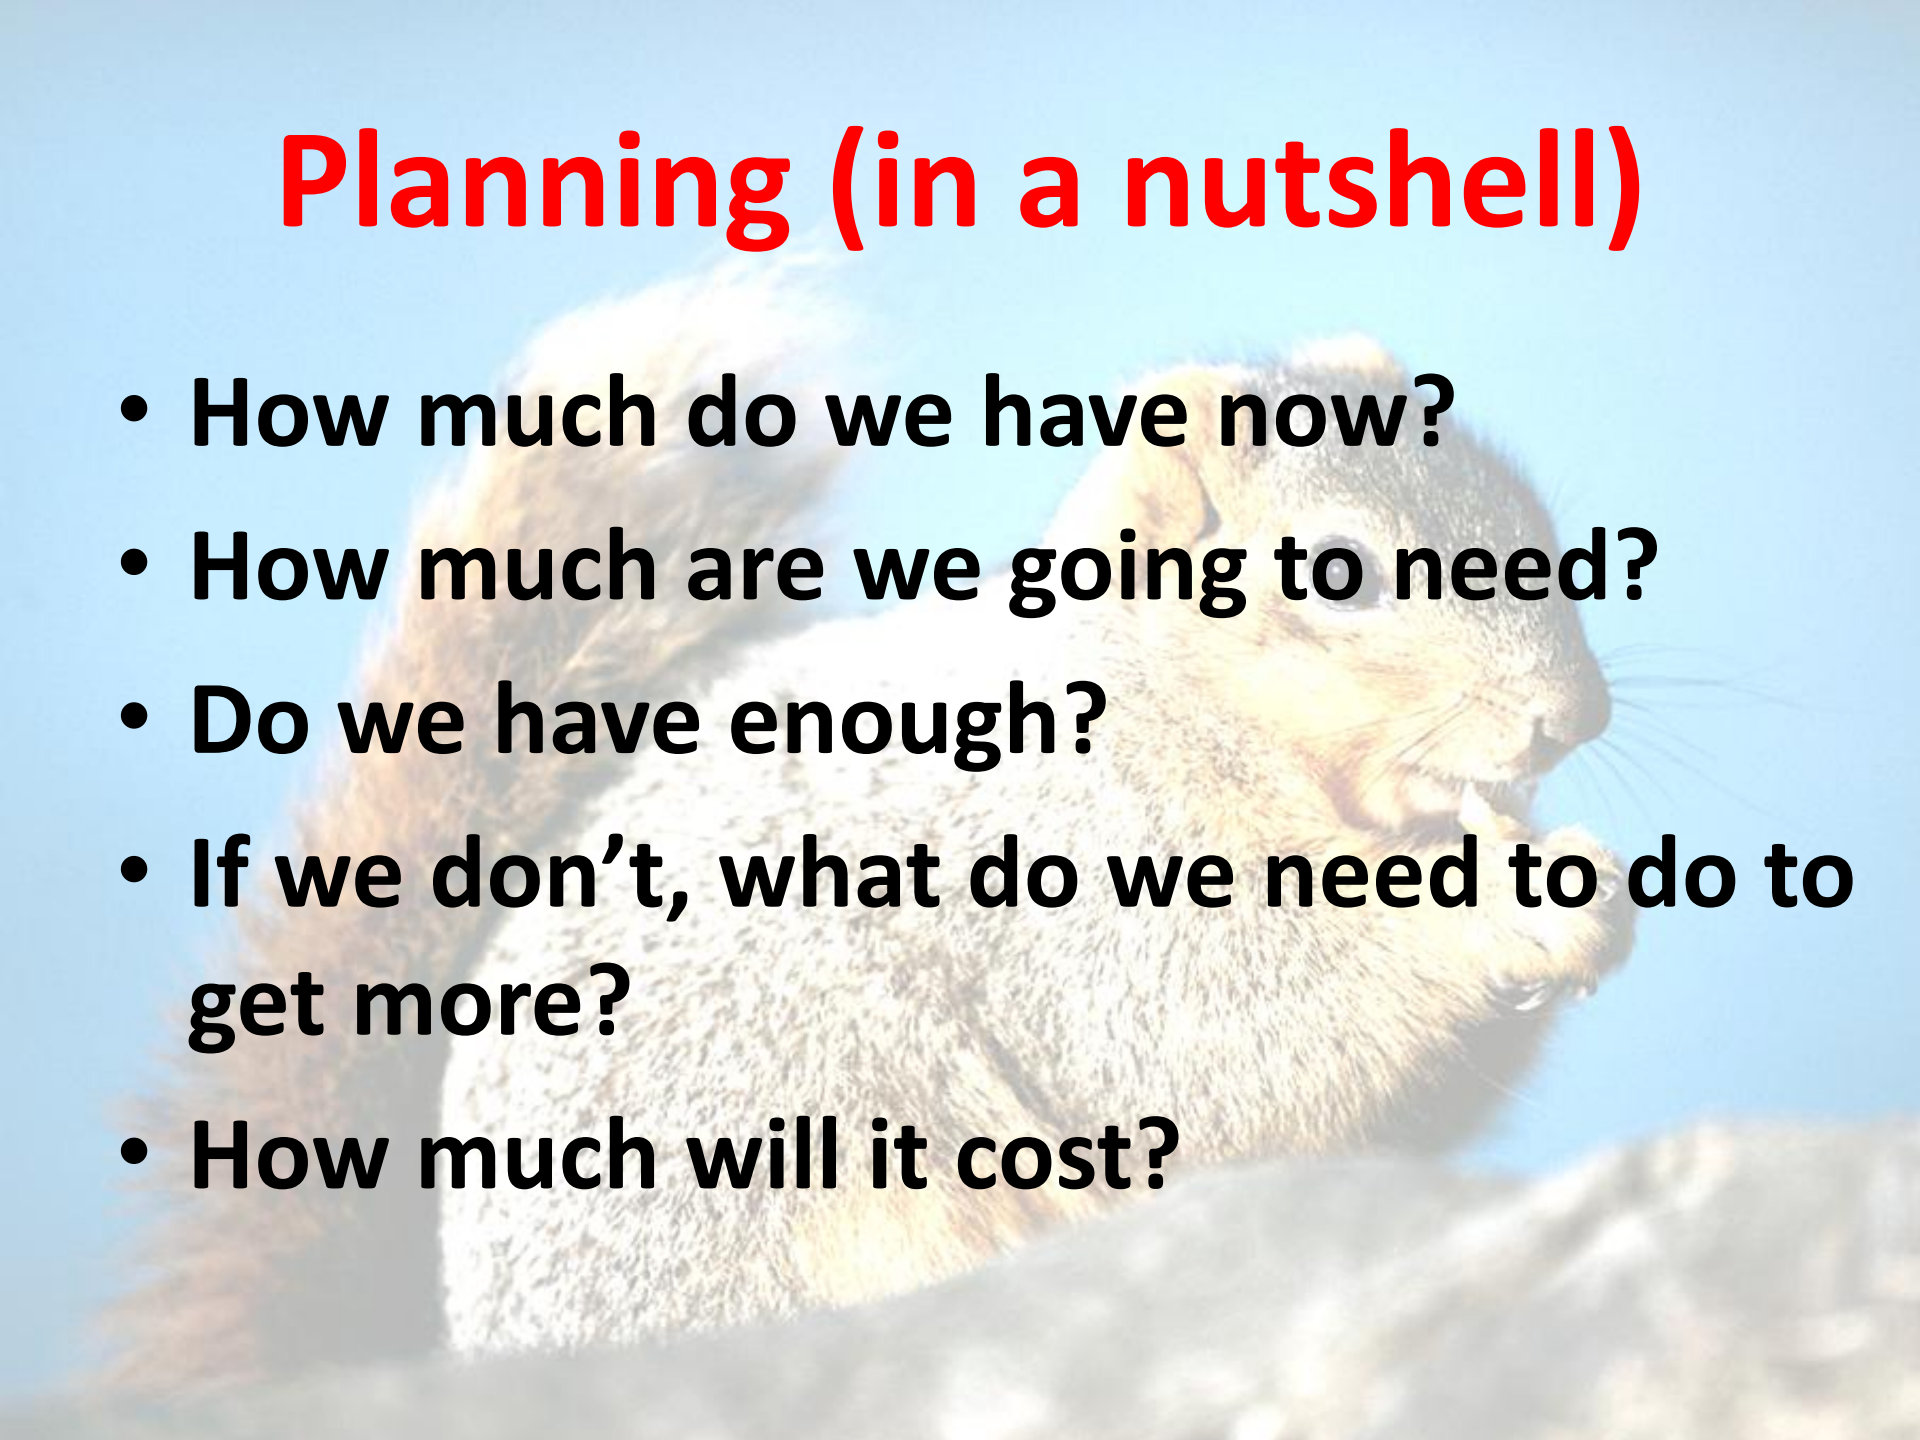 Planning (in a nutshell)
• How much do we have now?
• How much are we going to need?
• Do we have enough?
• If we don’t, what do we need to do to
get more?
• How much will it cost?